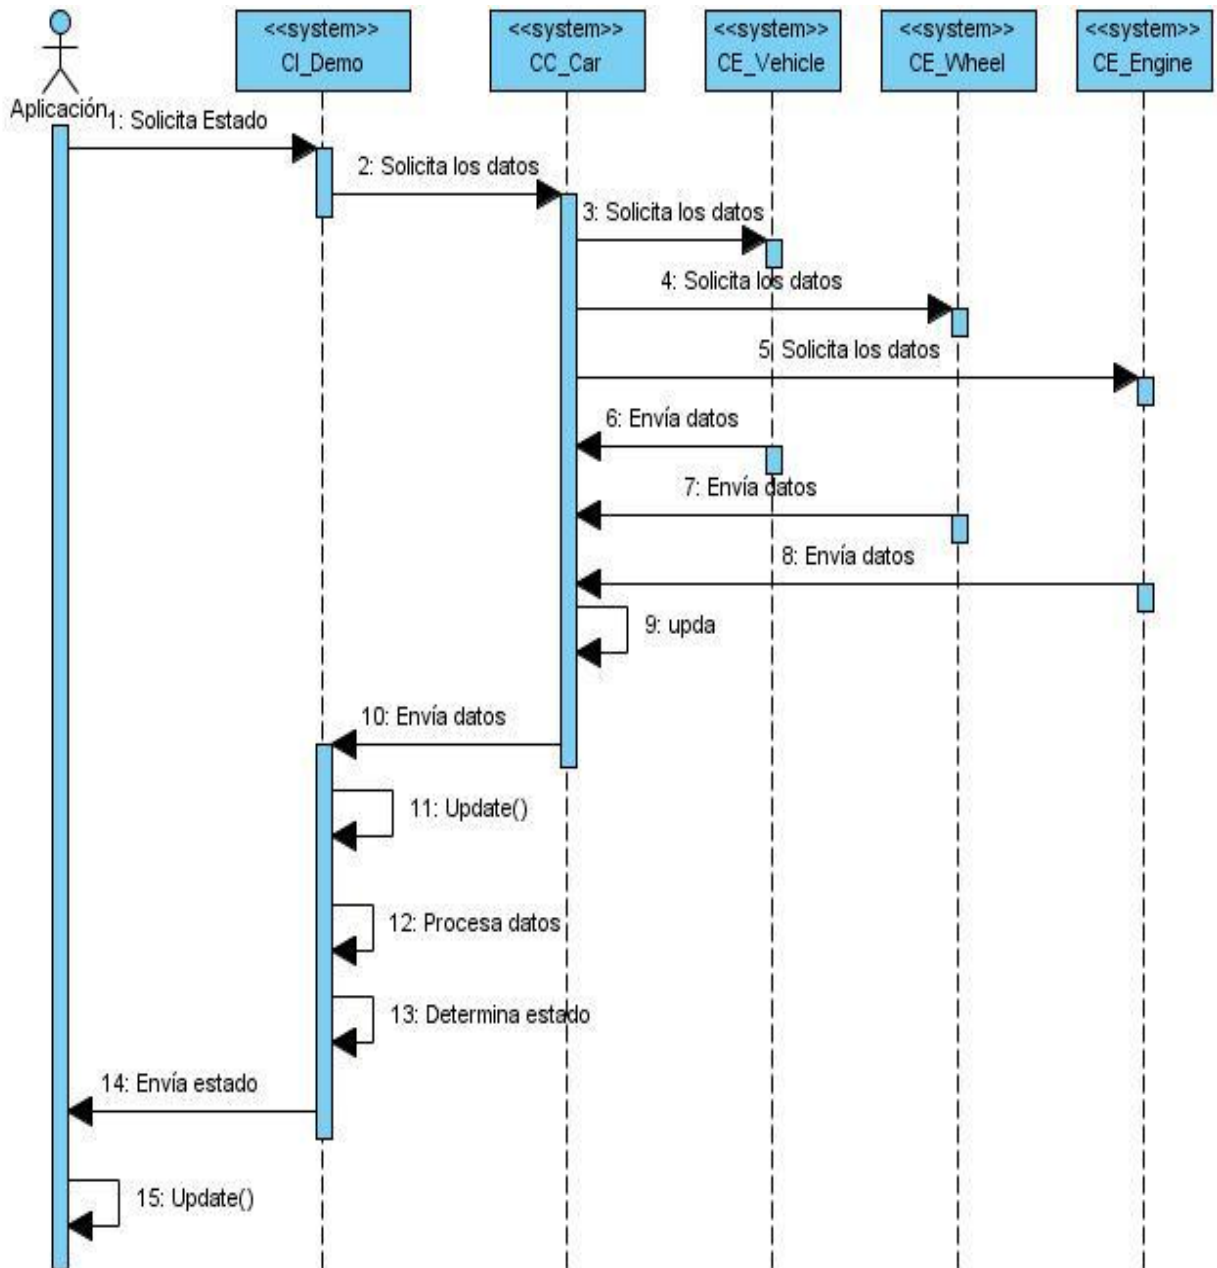 <<system>>
CI_Demo
<<system>>
CC_Car
<<system>>
CE_Vehicle
<<system>>
CE_Wheel
<<system>>
CE_Engine
Aplicación
1: Solicita Estado
2: Solicita los datos
3: Solicita los datos
4: Solicita los datos
5: Solicita los datos
6: Envía datos
7: Envía datos
8: Envía datos
9: upda
10: Envía datos
11: Update()
12: Procesa datos
13: Determina estado
14: Envía estado
15: Update()